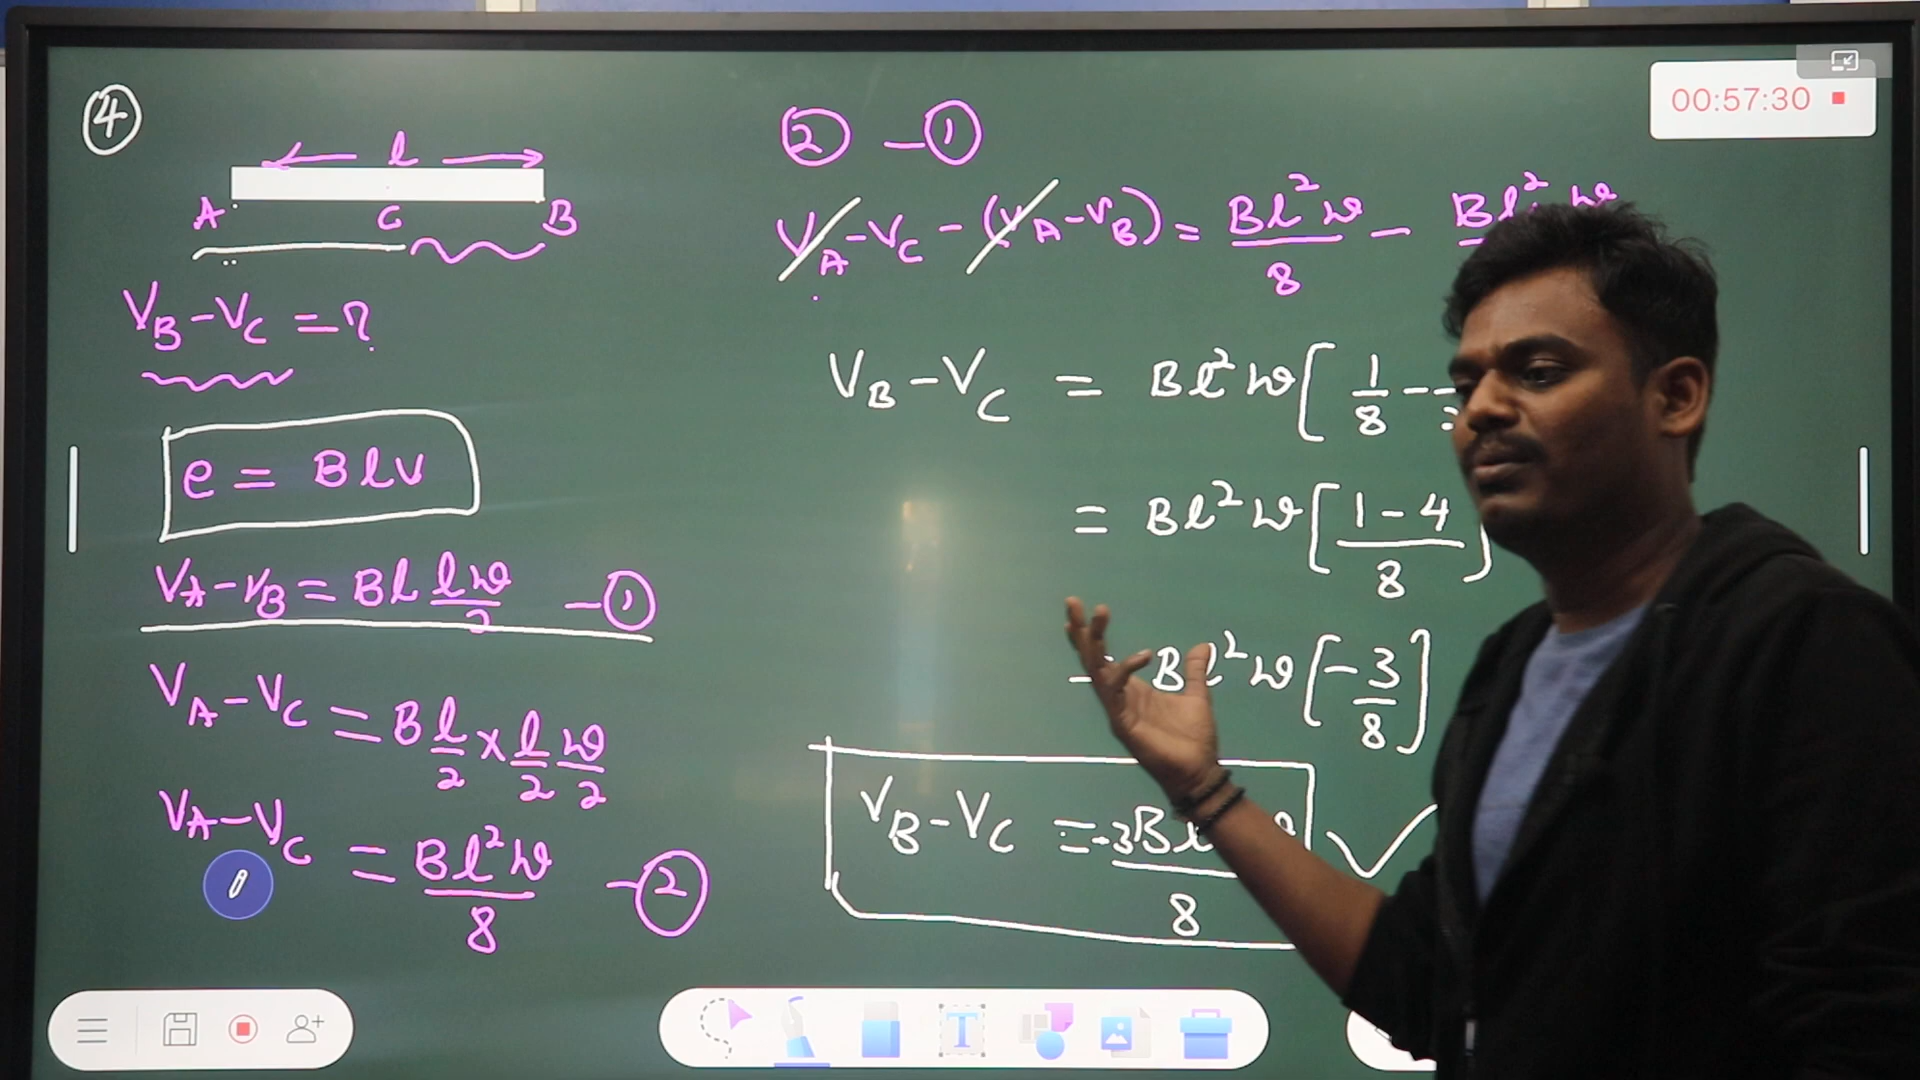 ④
l
A C B
V_B - V_C = ?
e = Blv
V_A - V_B = Bl lω/2 - ①
V_A - V_C = B l/2 × l/2 ω/2
V_A - V_C = Bl²ω/8 - ②
② - ①
V_A - V_C - (V_A - V_B) = Bl²ω/8 - Bl²ω
V_B - V_C = Bl²ω [ 1/8 -
= Bl²ω [ 1-4/8 ]
= Bl²ω [ -3/8 ]
V_B - V_C = -3Bl /8
00:57:30
T